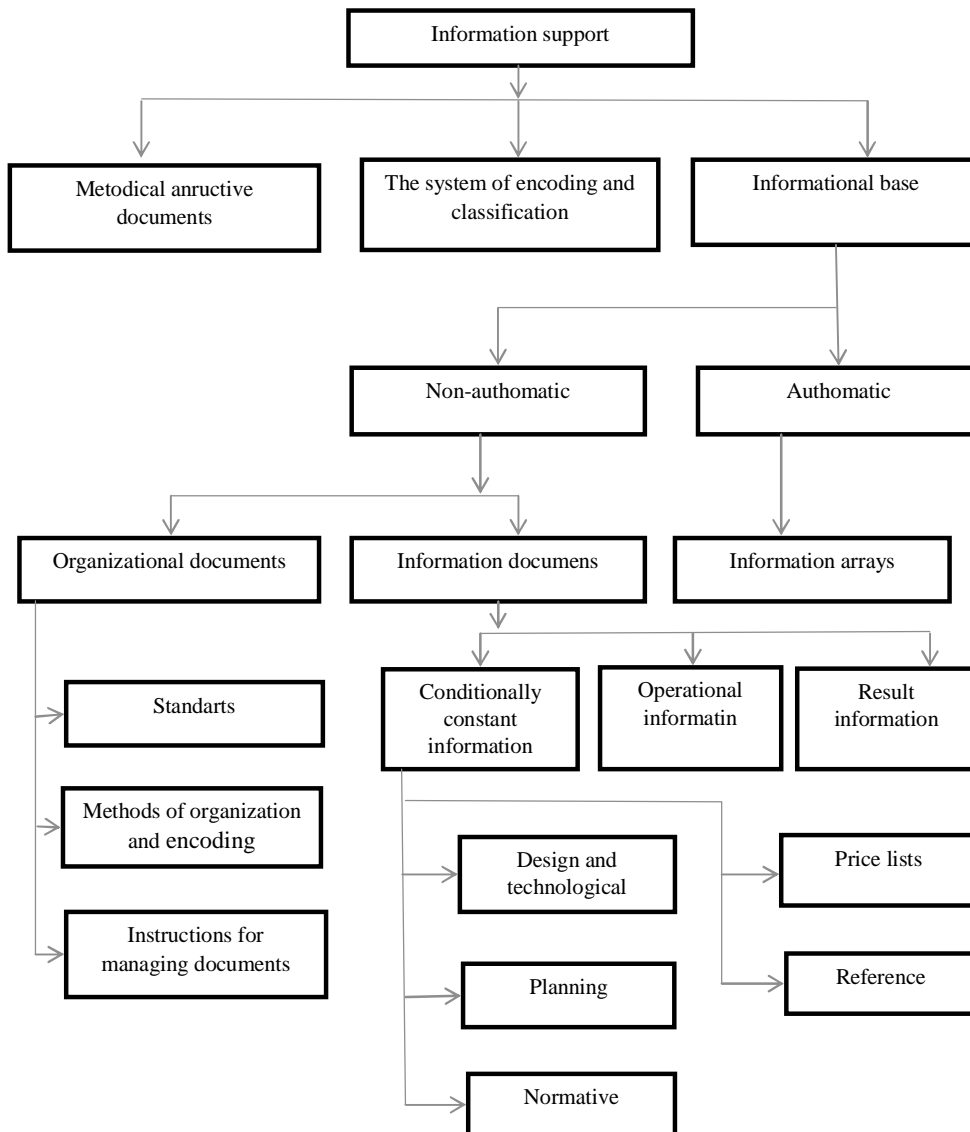 Information support
Metodical anructive
documents
The system of encoding and
classification
Informational base
Non-authomatic
Authomatic
Organizational documents
Information documens
Information arrays
Conditionally
constant
information
Operational
informatin
Result
information
Standarts
Methods of organization
and encoding
Instructions for
managing documents
Design and
technological
Price lists
Planning
Reference
Normative